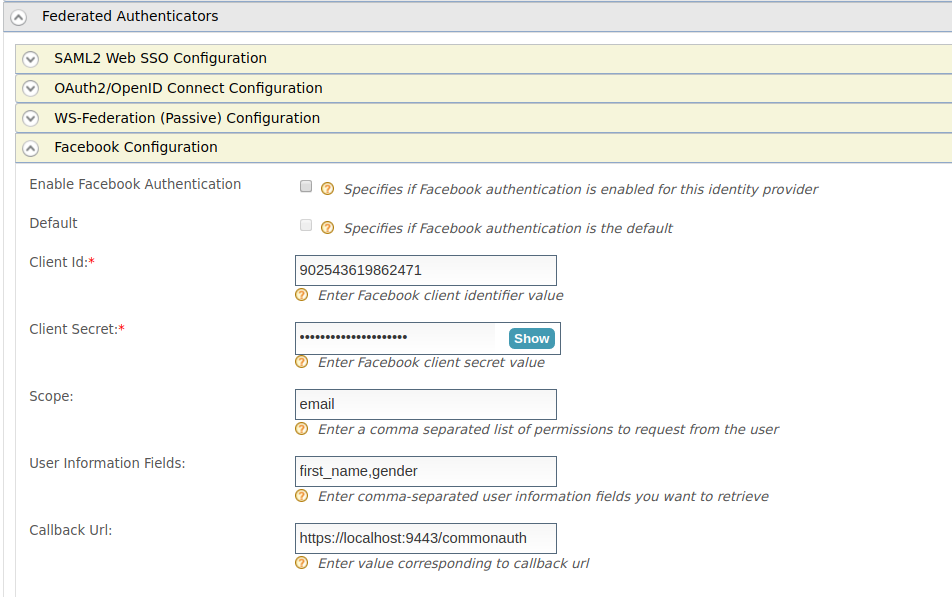 Federated Authenticators
SAML2 Web SSO Configuration
OAuth2/OpenID Connect Configuration
WS-Federation (Passive) Configuration
Facebook Configuration
Enable Facebook Authentication
? Specifies if Facebook authentication is enabled for this identity provider
Default
? Specifies if Facebook authentication is the default
Client Id:*
902543619862471
? Enter Facebook client identifier value
Client Secret:*
••••••••••••••••••••• Show
? Enter Facebook client secret value
Scope:
email
? Enter a comma separated list of permissions to request from the user
User Information Fields:
first_name,gender
? Enter comma-separated user information fields you want to retrieve
Callback Url:
https://localhost:9443/commonauth
? Enter value corresponding to callback url